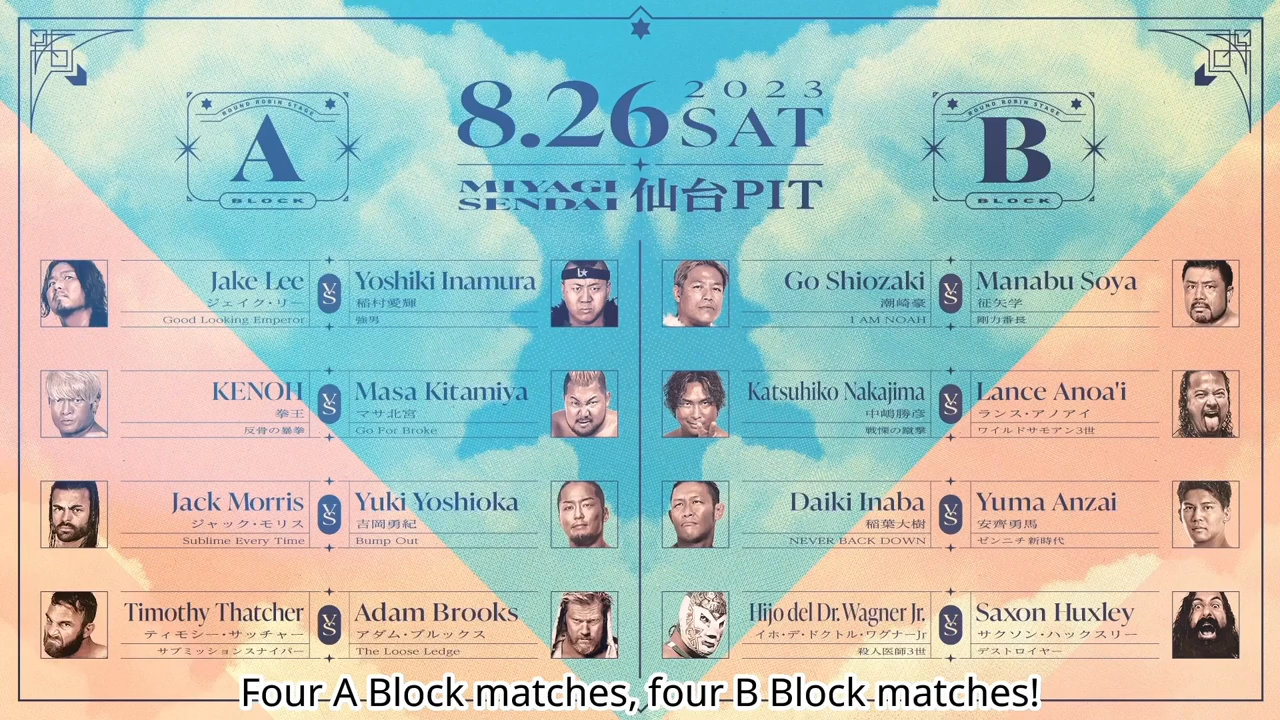 8.26
2023
SAT
MIYAGI
SENDAI
仙台PIT
ROUND ROBIN STAGE
A
BLOCK
ROUND ROBIN STAGE
B
BLOCK
Jake Lee
ジェイク・リー
Good Looking Emperor
VS
Yoshiki Inamura
稲村愛輝
強男
KENOH
拳王
反骨の暴拳
VS
Masa Kitamiya
マサ北宮
Go For Broke
Jack Morris
ジャック・モリス
Sublime Every Time
VS
Yuki Yoshioka
吉岡勇紀
Bump Out
Timothy Thatcher
ティモシー・サッチャー
サブミッションスナイパー
VS
Adam Brooks
アダム・ブルックス
The Loose Ledge
Go Shiozaki
潮崎豪
I AM NOAH
VS
Manabu Soya
征矢学
剛力番長
Katsuhiko Nakajima
中嶋勝彦
戦慄の蹴撃
VS
Lance Anoa'i
ランス・アノアイ
ワイルドサモアン3世
Daiki Inaba
稲葉大樹
NEVER BACK DOWN
VS
Yuma Anzai
安齊勇馬
ゼンニチ新時代
Hijo del Dr. Wagner Jr.
イホ・デ・ドクトル・ワグナーJr
殺人医師3世
VS
Saxon Huxley
サクソン・ハックスリー
デストロイヤー
Four A Block matches, four B Block matches!